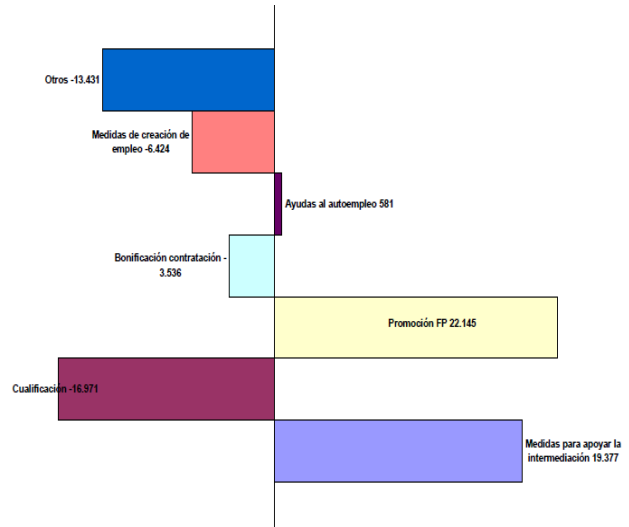 Otros -13.431
Medidas de creación de
empleo -6.424
Ayudas al autoempleo 581
Bonificación contratación -
3.536
Promoción FP 22.145
Cualificación -16.971
Medidas para apoyar la
intermediación 19.377